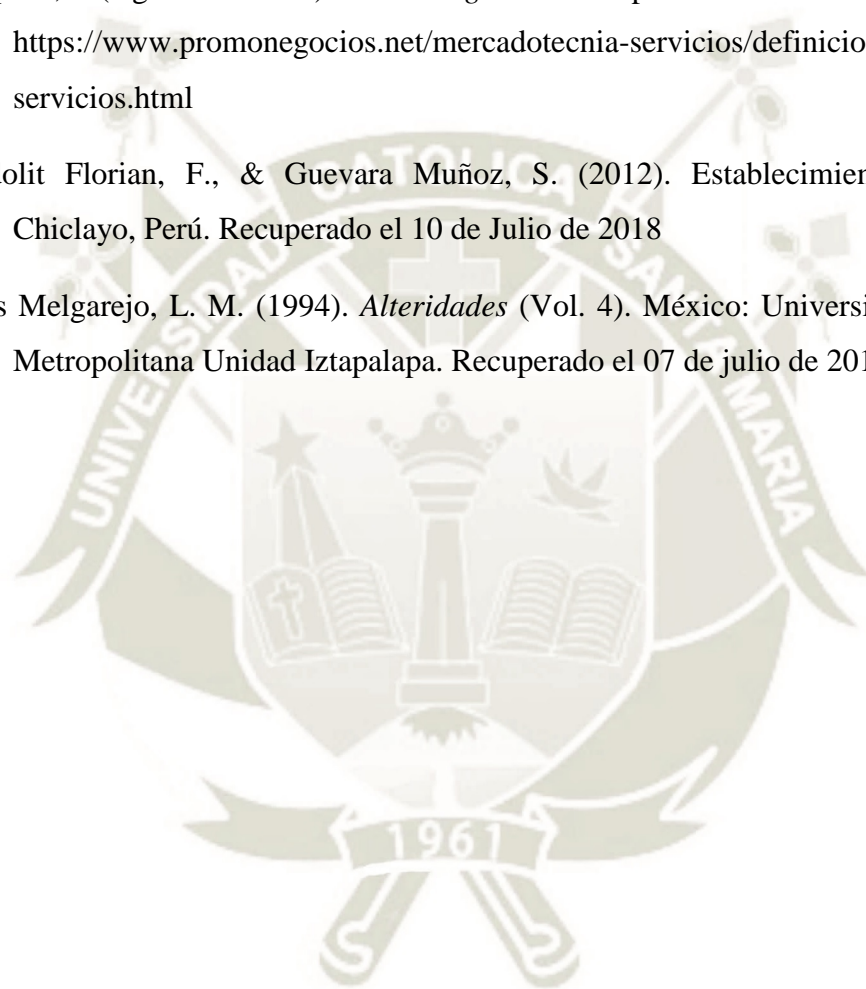 https://www.promonegocios.net/mercadotecnia-servicios/definicio
servicios.html
olit Florian, F., & Guevara Muñoz, S. (2012). Establecimien
Chiclayo, Perú. Recuperado el 10 de Julio de 2018
s Melgarejo, L. M. (1994). Alteridades (Vol. 4). México: Universi
Metropolitana Unidad Iztapalapa. Recuperado el 07 de julio de 201
UNIVERSIDAD CATOLICA SANTA MARIA
1961